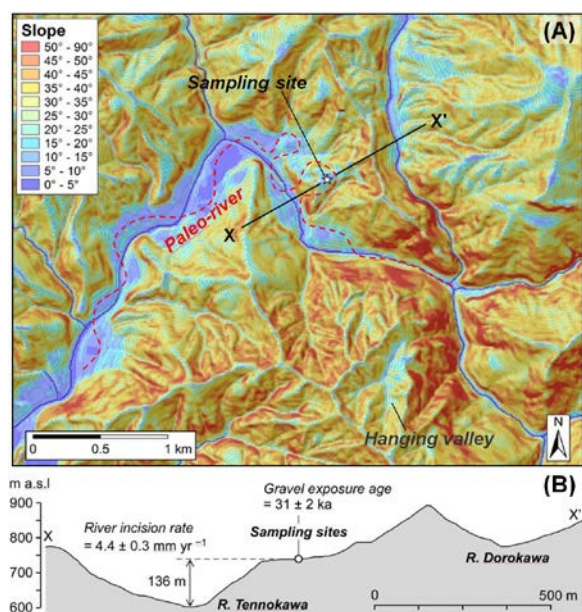 Slope
50° - 90°
45° - 50°
40° - 45°
35° - 40°
30° - 35°
25° - 30°
20° - 25°
15° - 20°
10° - 15°
5° - 10°
0° - 5°
(A)
Sampling site
X'
Paleo-river
X
Hanging valley
N
0 0.5 1 km
m a.s.l
(B)
Gravel exposure age
= 31 ± 2 ka
900
X
River incision rate
= 4.4 ± 0.3 mm yr⁻¹
Sampling sites
X'
800
136 m
R. Dorokawa
700
R. Tennokawa
0 500 m
600